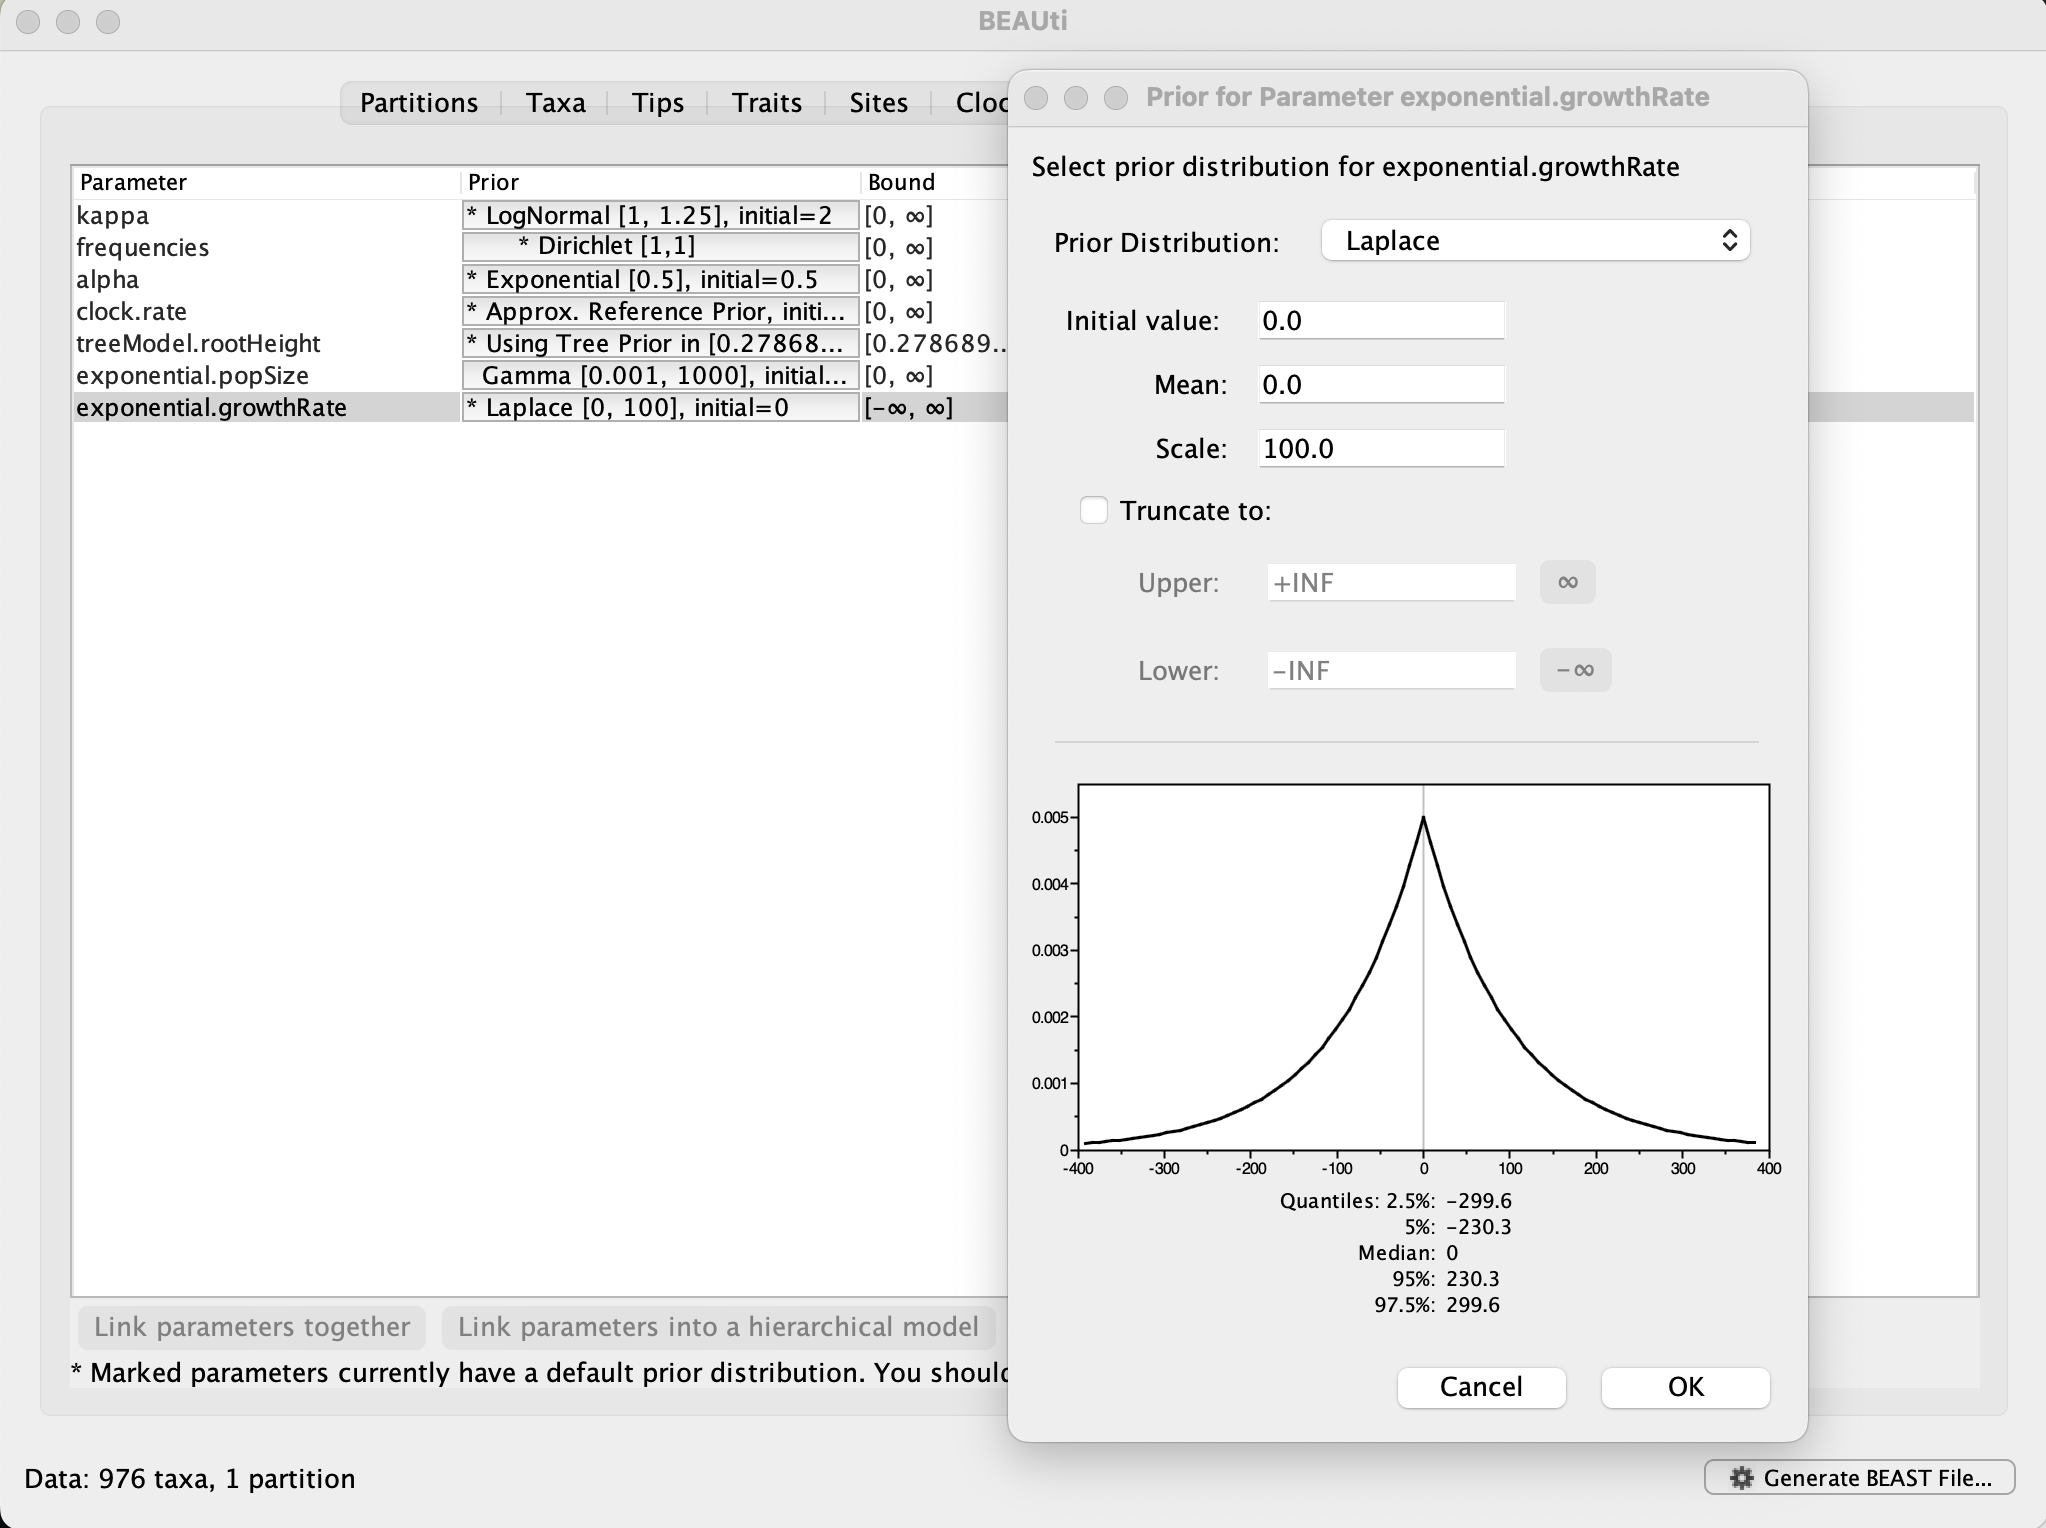 BEAUti
Partitions Taxa Tips Traits Sites Cloc
Parameter Prior Bound
kappa * LogNormal [1, 1.25], initial=2 [0, ∞]
frequencies * Dirichlet [1,1] [0, ∞]
alpha * Exponential [0.5], initial=0.5 [0, ∞]
clock.rate * Approx. Reference Prior, initi... [0, ∞]
treeModel.rootHeight * Using Tree Prior in [0.27868... [0.278689..
exponential.popSize Gamma [0.001, 1000], initial... [0, ∞]
exponential.growthRate * Laplace [0, 100], initial=0 [-∞, ∞]
Link parameters together Link parameters into a hierarchical model
* Marked parameters currently have a default prior distribution. You should
Data: 976 taxa, 1 partition
Generate BEAST File...
Prior for Parameter exponential.growthRate
Select prior distribution for exponential.growthRate
Prior Distribution: Laplace
Initial value: 0.0
Mean: 0.0
Scale: 100.0
Truncate to:
Upper: +INF ∞
Lower: -INF -∞
0.005
0.004
0.003
0.002
0.001
0
-400 -300 -200 -100 0 100 200 300 400
Quantiles: 2.5%: -299.6
5%: -230.3
Median: 0
95%: 230.3
97.5%: 299.6
Cancel OK